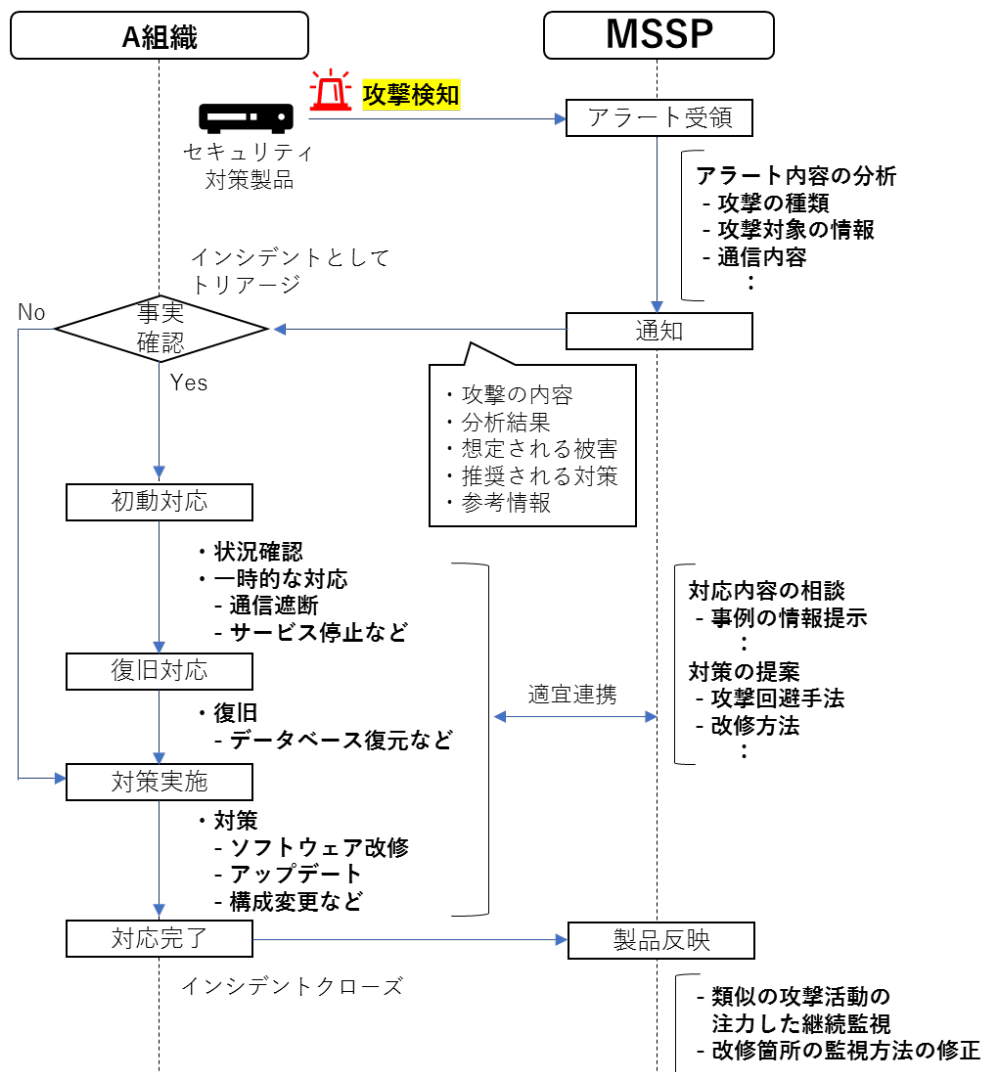 A組織
MSSP
攻撃検知
アラート受領
セキュリティ
対策製品
アラート内容の分析
- 攻撃の種類
- 攻撃対象の情報
- 通信内容
:
インシデントとして
トリアージ
No
事実
確認
通知
Yes
・攻撃の内容
・分析結果
・想定される被害
・推奨される対策
・参考情報
初動対応
・状況確認
・一時的な対応
- 通信遮断
- サービス停止など
対応内容の相談
- 事例の情報提示
:
対策の提案
- 攻撃回避手法
- 改修方法
:
復旧対応
適宜連携
・復旧
- データベース復元など
対策実施
・対策
- ソフトウェア改修
- アップデート
- 構成変更など
対応完了
製品反映
インシデントクローズ
- 類似の攻撃活動の
注力した継続監視
- 改修箇所の監視方法の修正